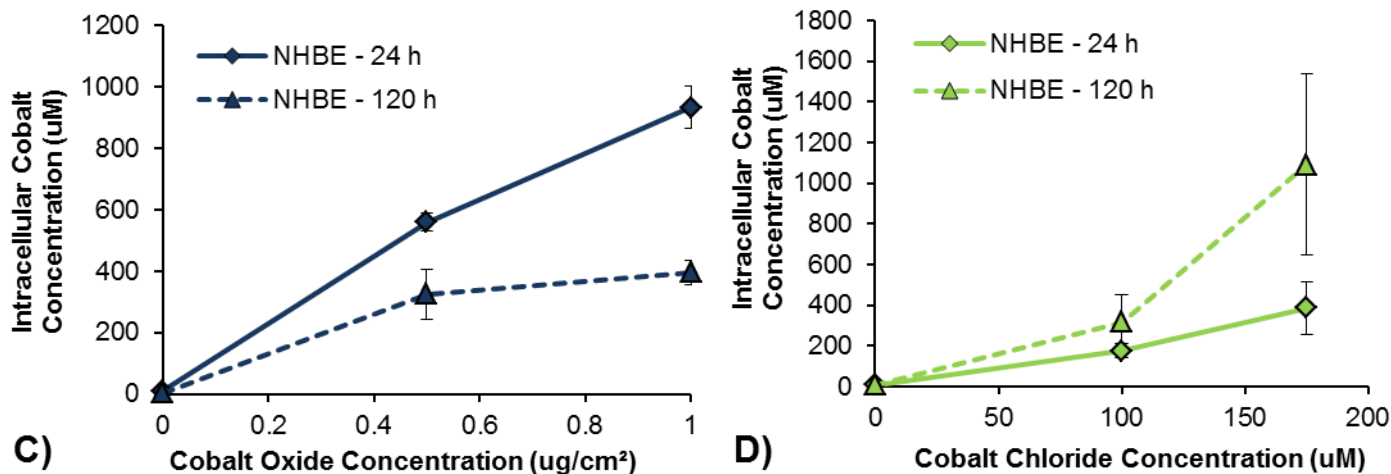 1200
1000
800
600
400
200
0
Intracellular Cobalt
Concentration (uM)
NHBE - 24 h
NHBE - 120 h
0 0.2 0.4 0.6 0.8 1
C)
Cobalt Oxide Concentration (ug/cm²)
1800
1600
1400
1200
1000
800
600
400
200
0
Intracellular Cobalt
Concentration (uM)
NHBE - 24 h
NHBE - 120 h
0 50 100 150 200
D)
Cobalt Chloride Concentration (uM)